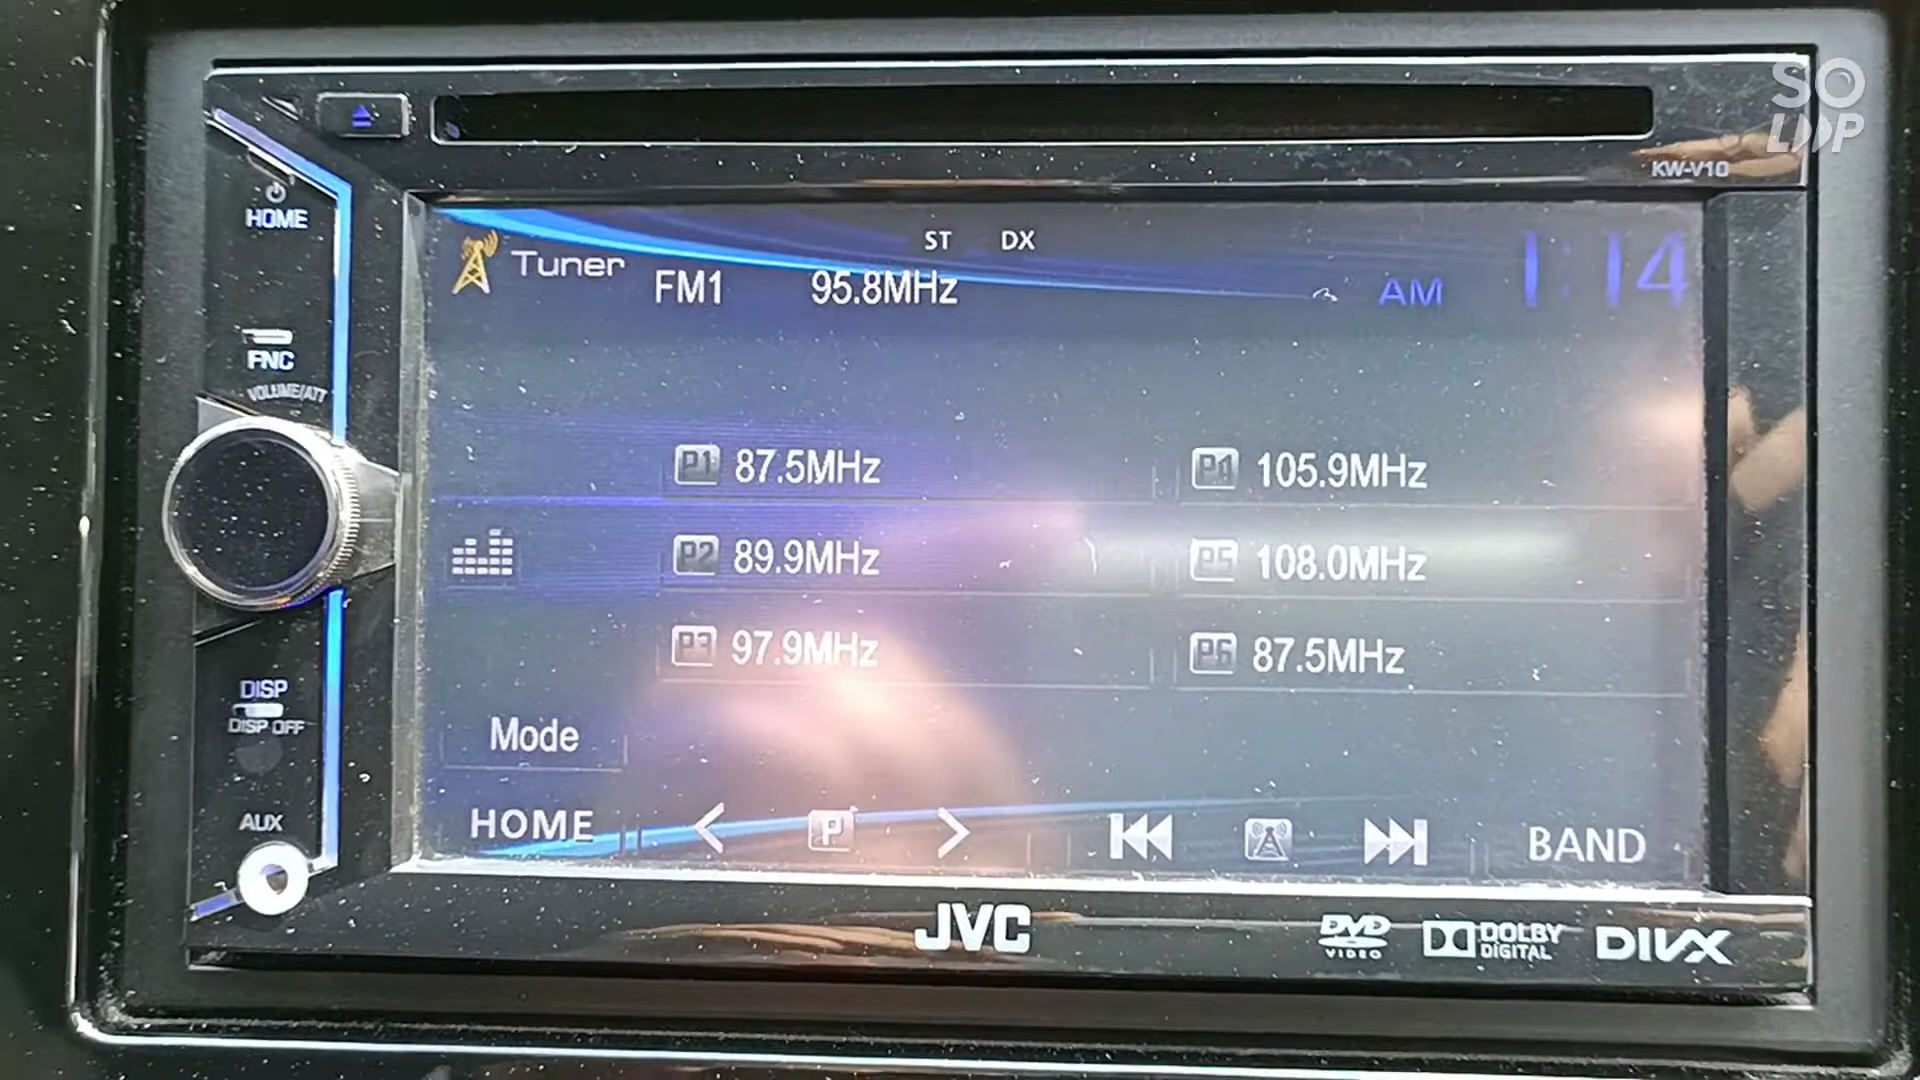 SO
LOOP
KW-V10
HOME
ST DX
Tuner
FM1 95.8MHz
AM 1:14
FNC
VOLUME/ATT
P1 87.5MHz
P4 105.9MHz
P2 89.9MHz
P5 108.0MHz
P3 97.9MHz
P6 87.5MHz
DISP
DISP OFF
Mode
AUX
HOME
P
BAND
JVC
DVD
VIDEO
DOLBY
DIGITAL
DIVX